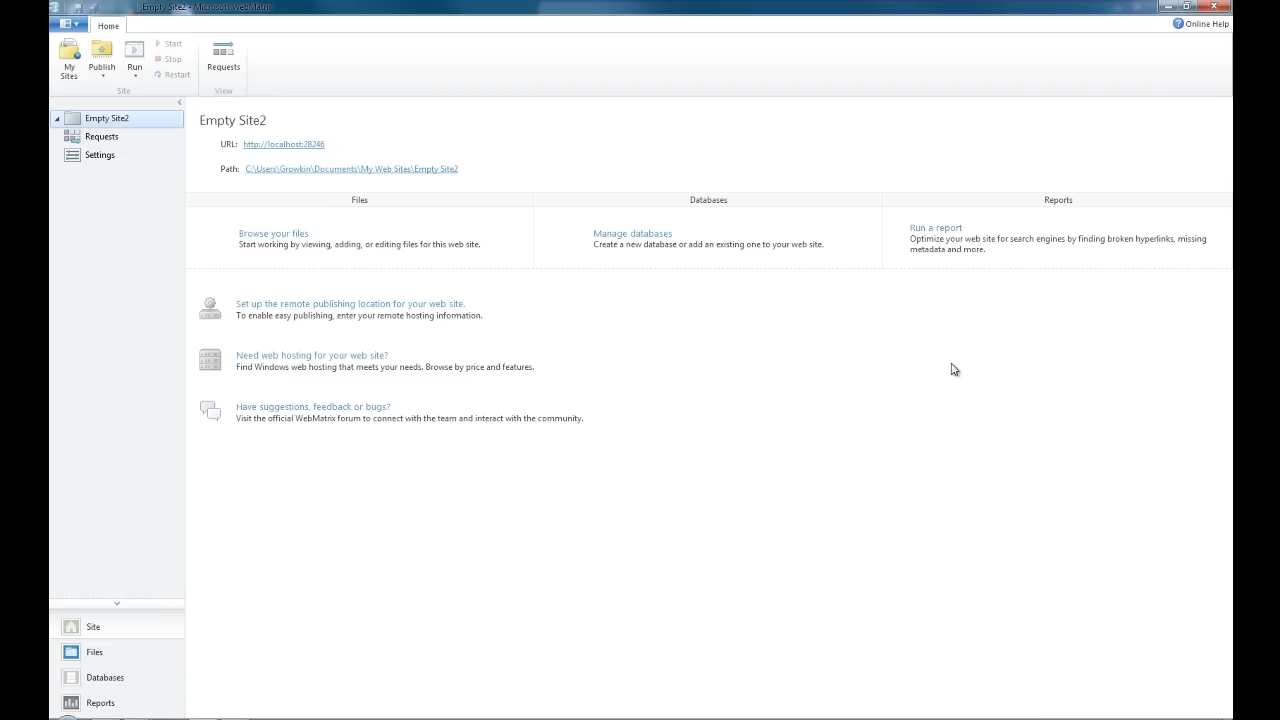 Empty Site2 - Microsoft WebMatrix
Home
Online Help
My Sites
Publish
Run
Start
Stop
Restart
Requests
Site
View
Empty Site2
Requests
Settings
Empty Site2
URL: http://localhost:28246
Path: C:\Users\Growkin\Documents\My Web Sites\Empty Site2
Files
Databases
Reports
Browse your files
Start working by viewing, adding, or editing files for this web site.
Manage databases
Create a new database or add an existing one to your web site.
Run a report
Optimize your web site for search engines by finding broken hyperlinks, missing
metadata and more.
Set up the remote publishing location for your web site.
To enable easy publishing, enter your remote hosting information.
Need web hosting for your web site?
Find Windows web hosting that meets your needs. Browse by price and features.
Have suggestions, feedback or bugs?
Visit the official WebMatrix forum to connect with the team and interact with the community.
Site
Files
Databases
Reports